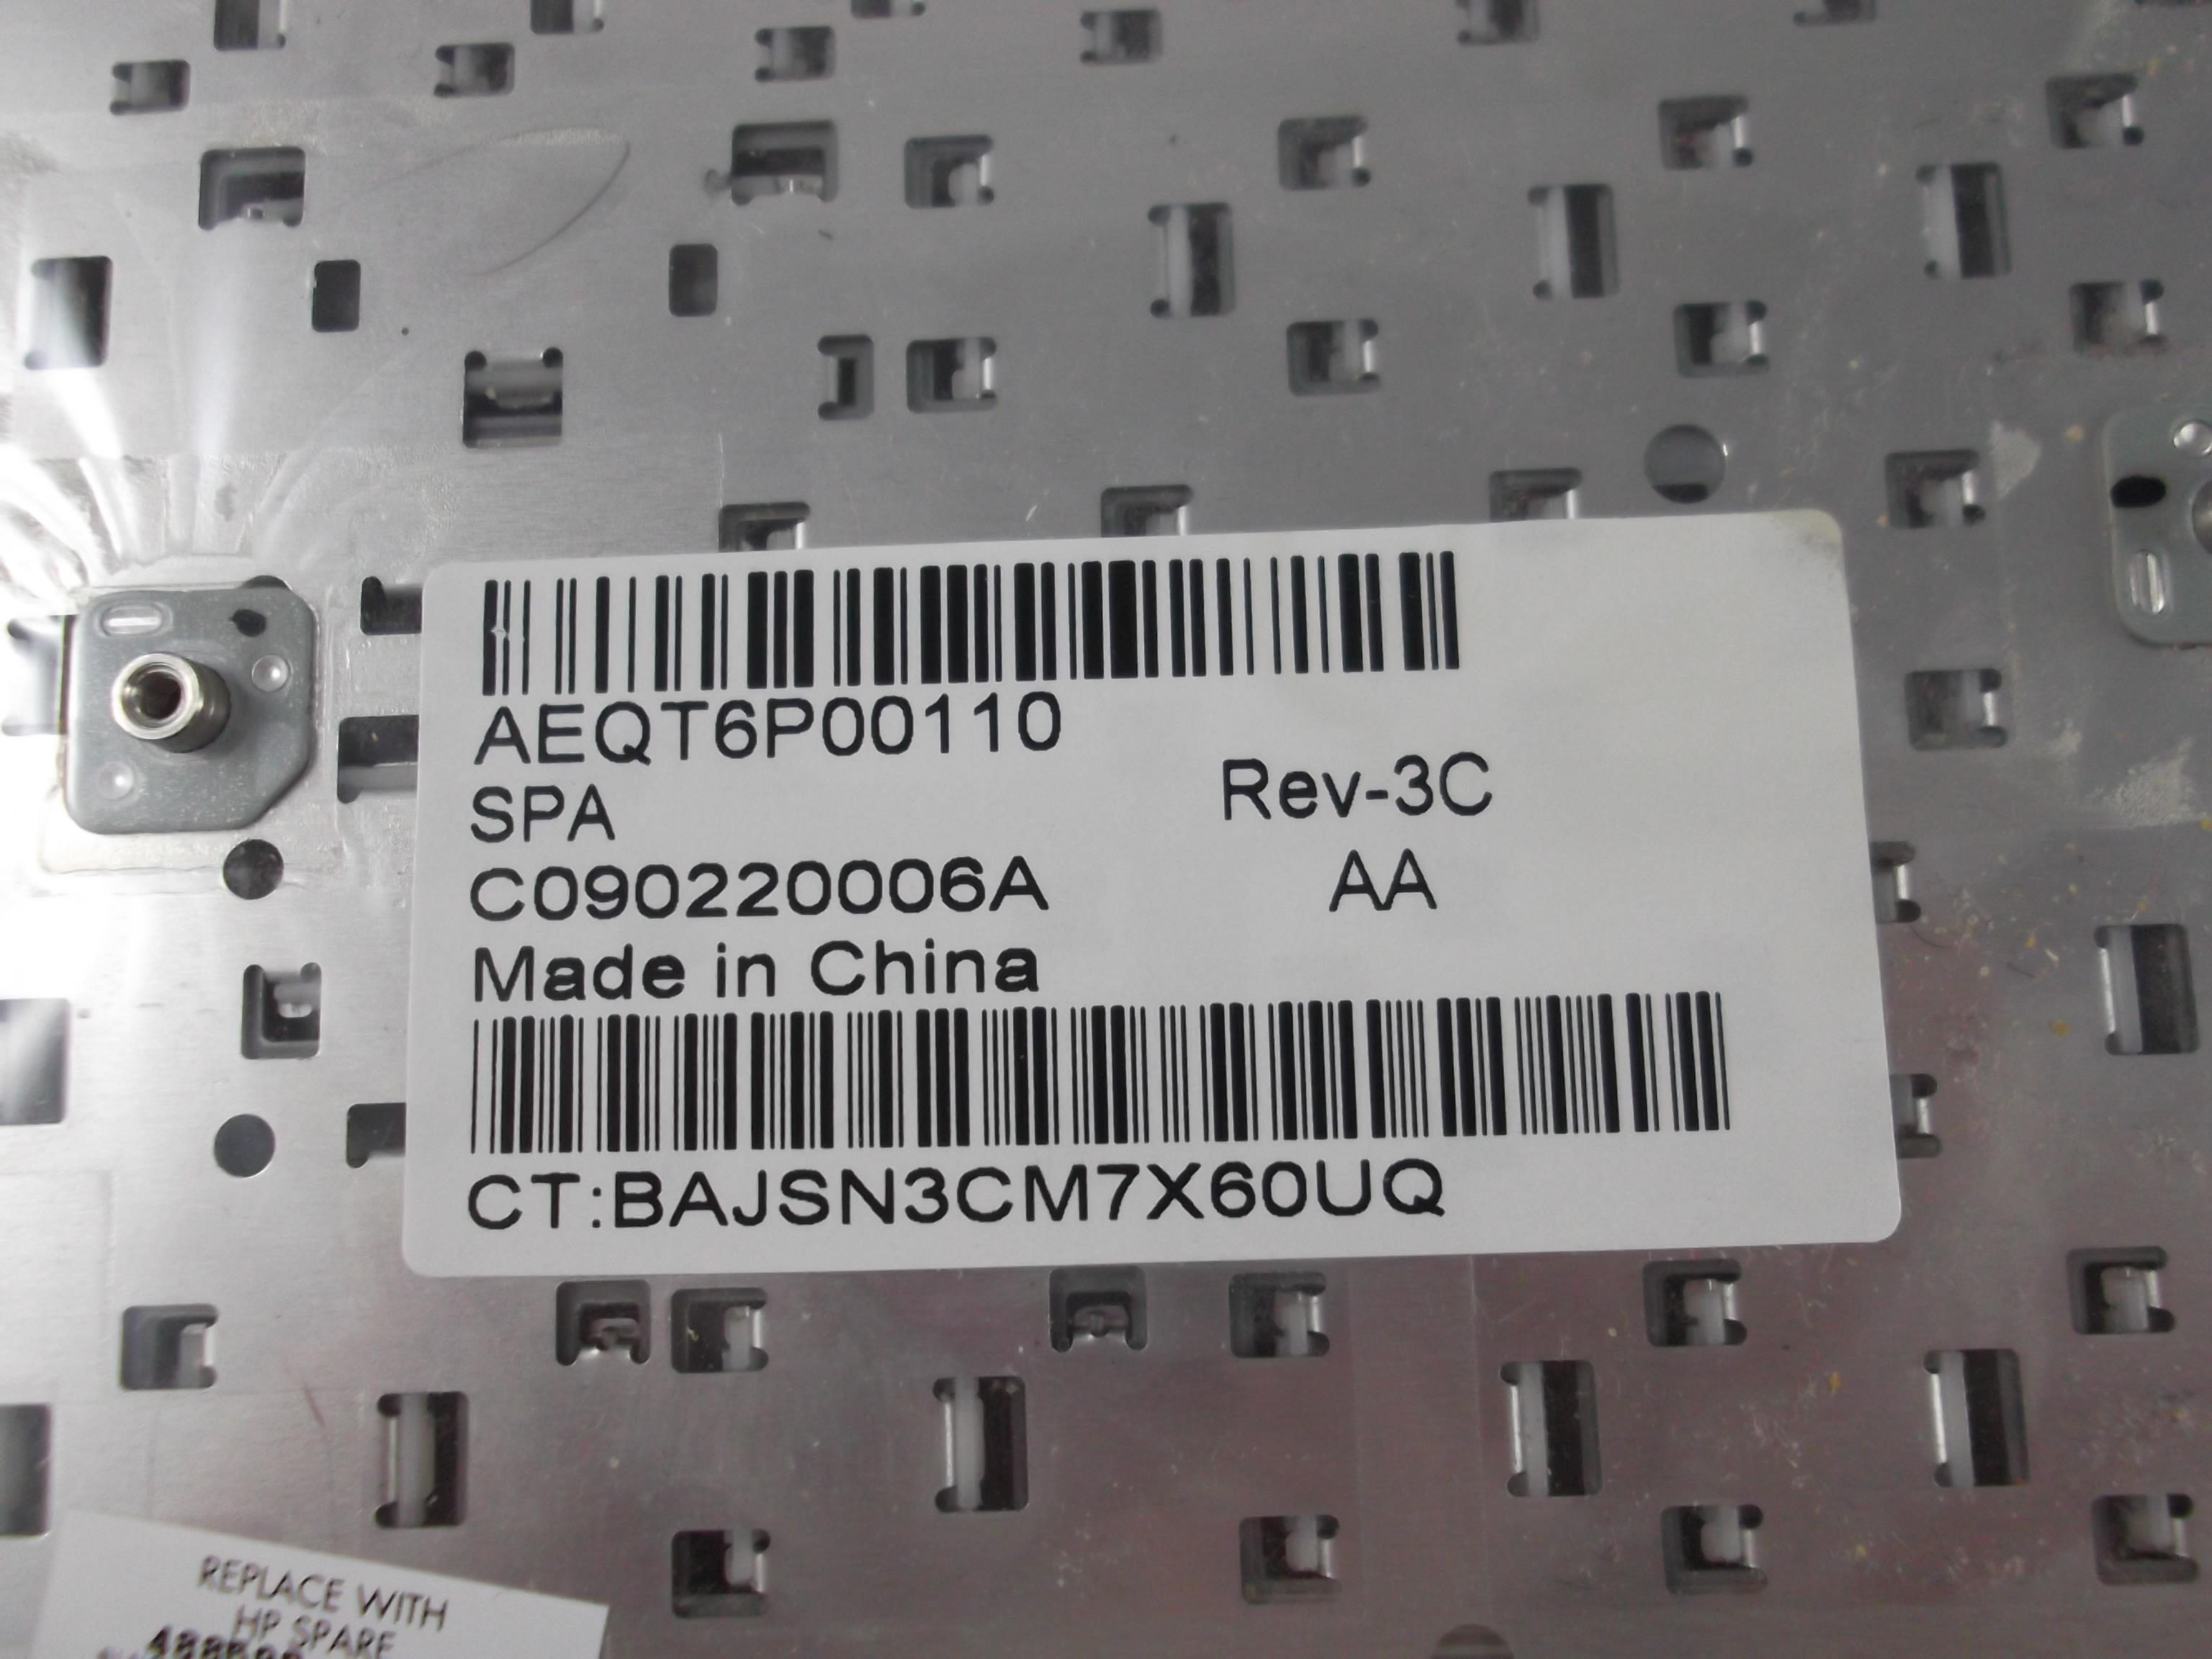 AEQT6P00110
SPA
Rev-3C
C090220006A
AA
Made in China
CT:BAJSN3CM7X60UQ
REPLACE WITH
HP SPARE